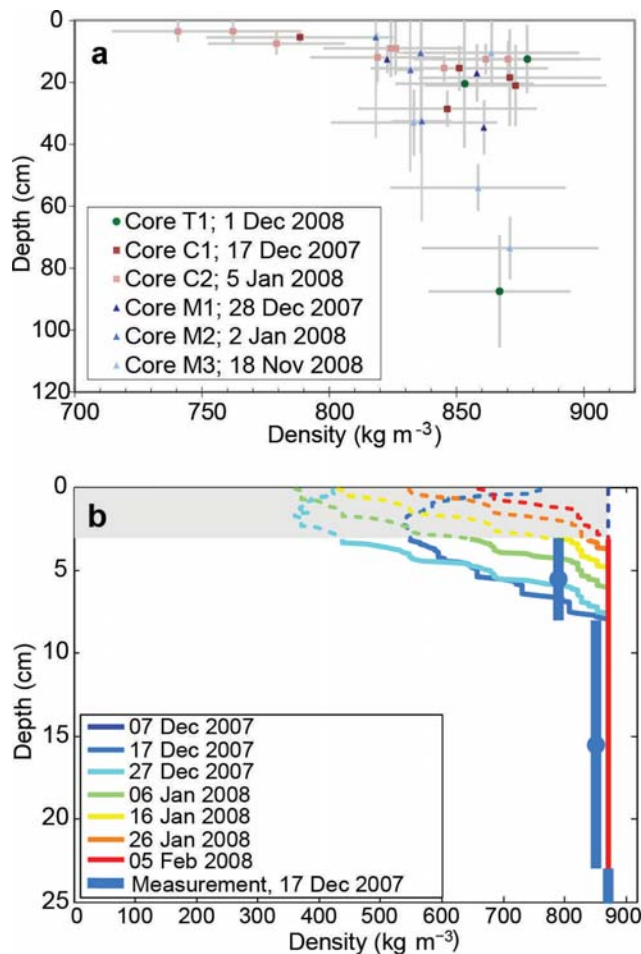 0
20
40
60
80
100
120
Depth (cm)
a
Core T1; 1 Dec 2008
Core C1; 17 Dec 2007
Core C2; 5 Jan 2008
Core M1; 28 Dec 2007
Core M2; 2 Jan 2008
Core M3; 18 Nov 2008
700 750 800 850 900
Density (kg m⁻³)
0
5
10
15
20
25
Depth (cm)
b
07 Dec 2007
17 Dec 2007
27 Dec 2007
06 Jan 2008
16 Jan 2008
26 Jan 2008
05 Feb 2008
Measurement, 17 Dec 2007
0 100 200 300 400 500 600 700 800 900
Density (kg m⁻³)